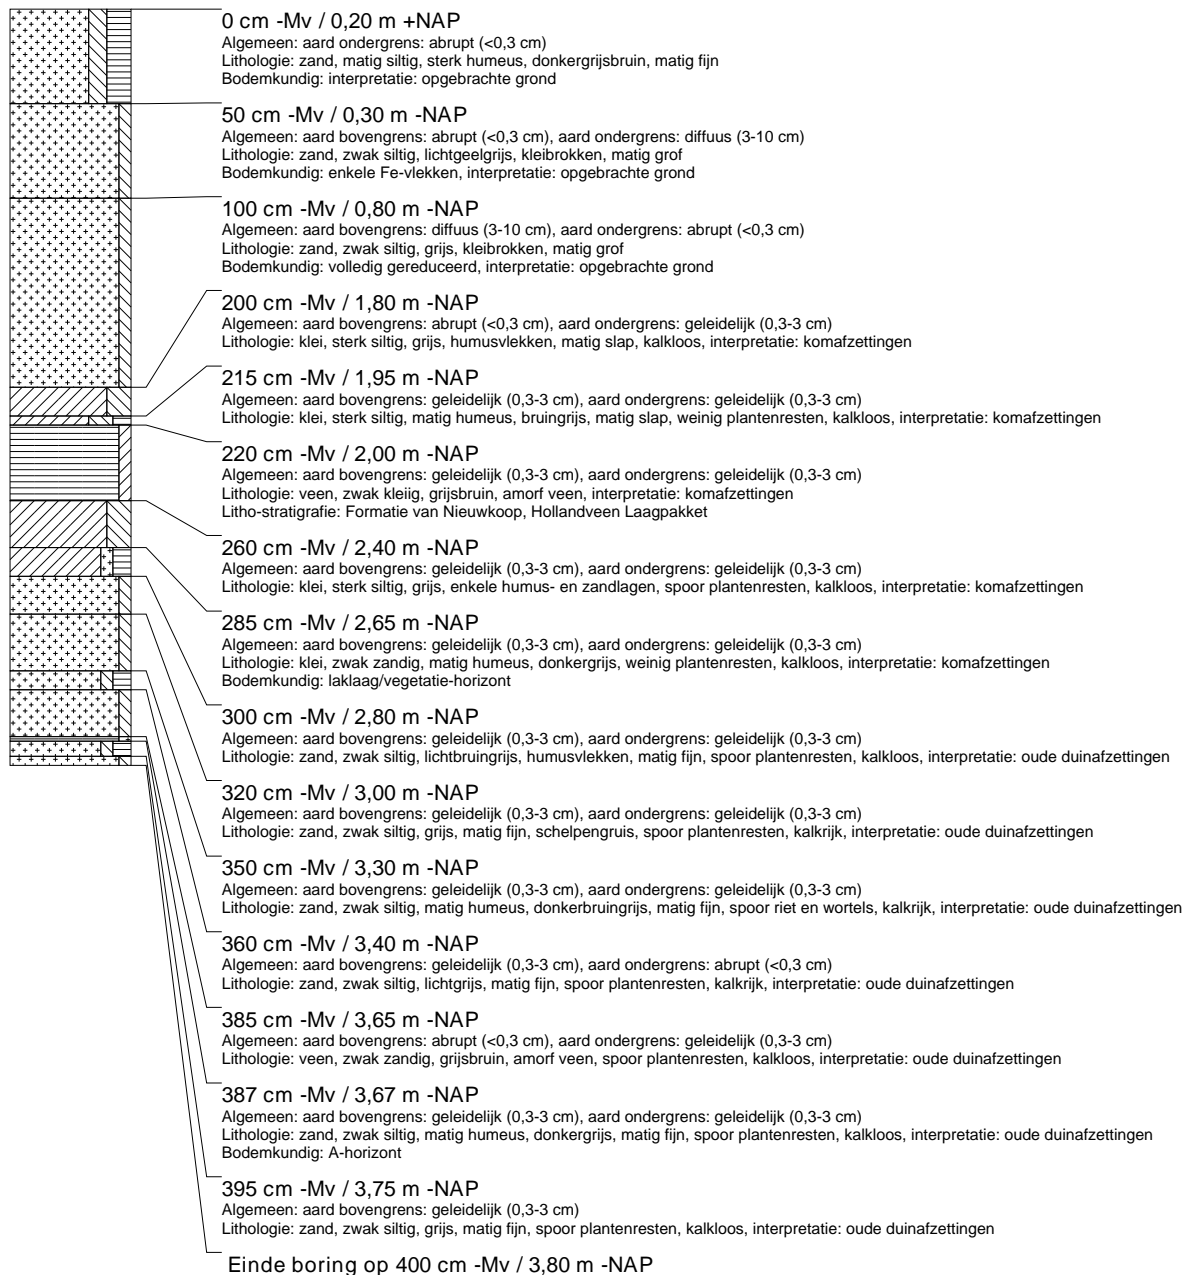 0 cm -Mv / 0,20 m +NAP
Algemeen: aard ondergrens: abrupt (<0,3 cm)
Lithologie: zand, matig siltig, sterk humeus, donkergrijsbruin, matig fijn
Bodemkundig: interpretatie: opgebrachte grond
50 cm -Mv / 0,30 m -NAP
Algemeen: aard bovengrens: abrupt (<0,3 cm), aard ondergrens: diffuus (3-10 cm)
Lithologie: zand, zwak siltig, lichtgeelgrijs, kleibrokken, matig grof
Bodemkundig: enkele Fe-vlekken, interpretatie: opgebrachte grond
100 cm -Mv / 0,80 m -NAP
Algemeen: aard bovengrens: diffuus (3-10 cm), aard ondergrens: abrupt (<0,3 cm)
Lithologie: zand, zwak siltig, grijs, kleibrokken, matig grof
Bodemkundig: volledig gereduceerd, interpretatie: opgebrachte grond
200 cm -Mv / 1,80 m -NAP
Algemeen: aard bovengrens: abrupt (<0,3 cm), aard ondergrens: geleidelijk (0,3-3 cm)
Lithologie: klei, sterk siltig, grijs, humusvlekken, matig slap, kalkloos, interpretatie: komafzettingen
215 cm -Mv / 1,95 m -NAP
Algemeen: aard bovengrens: geleidelijk (0,3-3 cm), aard ondergrens: geleidelijk (0,3-3 cm)
Lithologie: klei, sterk siltig, matig humeus, bruingrijs, matig slap, weinig plantenresten, kalkloos, interpretatie: komafzettingen
220 cm -Mv / 2,00 m -NAP
Algemeen: aard bovengrens: geleidelijk (0,3-3 cm), aard ondergrens: geleidelijk (0,3-3 cm)
Lithologie: veen, zwak kleiig, grijsbruin, amorf veen, interpretatie: komafzettingen
Litho-stratigrafie: Formatie van Nieuwkoop, Hollandveen Laagpakket
260 cm -Mv / 2,40 m -NAP
Algemeen: aard bovengrens: geleidelijk (0,3-3 cm), aard ondergrens: geleidelijk (0,3-3 cm)
Lithologie: klei, sterk siltig, grijs, enkele humus- en zandlagen, spoor plantenresten, kalkloos, interpretatie: komafzettingen
285 cm -Mv / 2,65 m -NAP
Algemeen: aard bovengrens: geleidelijk (0,3-3 cm), aard ondergrens: geleidelijk (0,3-3 cm)
Lithologie: klei, zwak zandig, matig humeus, donkergrijs, weinig plantenresten, kalkloos, interpretatie: komafzettingen
Bodemkundig: laklaag/vegetatie-horizont
300 cm -Mv / 2,80 m -NAP
Algemeen: aard bovengrens: geleidelijk (0,3-3 cm), aard ondergrens: geleidelijk (0,3-3 cm)
Lithologie: zand, zwak siltig, lichtbruingrijs, humusvlekken, matig fijn, spoor plantenresten, kalkloos, interpretatie: oude duinafzettingen
320 cm -Mv / 3,00 m -NAP
Algemeen: aard bovengrens: geleidelijk (0,3-3 cm), aard ondergrens: geleidelijk (0,3-3 cm)
Lithologie: zand, zwak siltig, grijs, matig fijn, schelpengruis, spoor plantenresten, kalkrijk, interpretatie: oude duinafzettingen
350 cm -Mv / 3,30 m -NAP
Algemeen: aard bovengrens: geleidelijk (0,3-3 cm), aard ondergrens: geleidelijk (0,3-3 cm)
Lithologie: zand, zwak siltig, matig humeus, donkerbruingrijs, matig fijn, spoor riet en wortels, kalkrijk, interpretatie: oude duinafzettingen
360 cm -Mv / 3,40 m -NAP
Algemeen: aard bovengrens: geleidelijk (0,3-3 cm), aard ondergrens: abrupt (<0,3 cm)
Lithologie: zand, zwak siltig, lichtgrijs, matig fijn, spoor plantenresten, kalkrijk, interpretatie: oude duinafzettingen
385 cm -Mv / 3,65 m -NAP
Algemeen: aard bovengrens: abrupt (<0,3 cm), aard ondergrens: geleidelijk (0,3-3 cm)
Lithologie: veen, zwak zandig, grijsbruin, amorf veen, spoor plantenresten, kalkloos, interpretatie: oude duinafzettingen
387 cm -Mv / 3,67 m -NAP
Algemeen: aard bovengrens: geleidelijk (0,3-3 cm), aard ondergrens: geleidelijk (0,3-3 cm)
Lithologie: zand, zwak siltig, matig humeus, donkergrijs, matig fijn, spoor plantenresten, kalkloos, interpretatie: oude duinafzettingen
Bodemkundig: A-horizont
395 cm -Mv / 3,75 m -NAP
Algemeen: aard bovengrens: geleidelijk (0,3-3 cm)
Lithologie: zand, zwak siltig, grijs, matig fijn, spoor plantenresten, kalkloos, interpretatie: oude duinafzettingen
Einde boring op 400 cm -Mv / 3,80 m -NAP